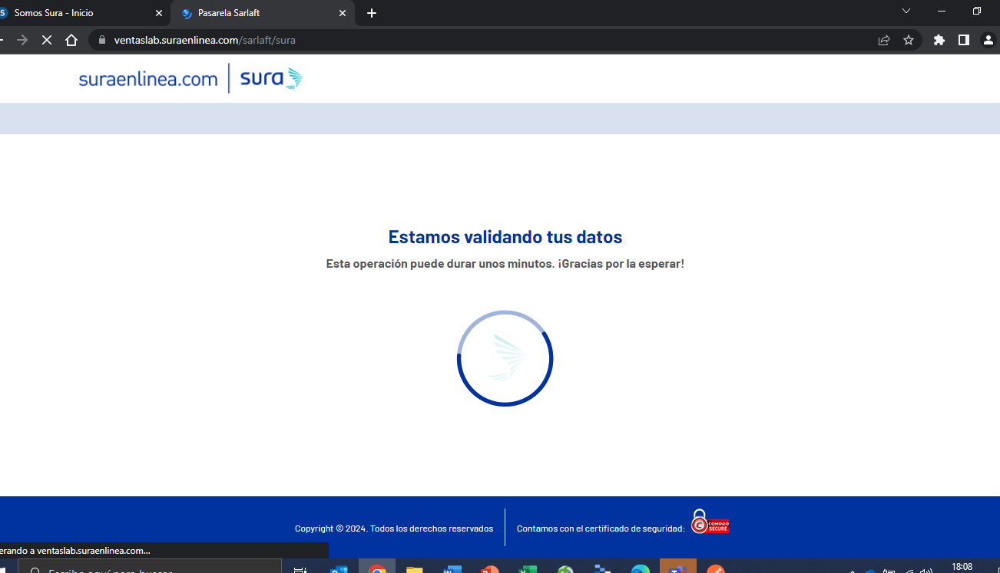 Somos Sura - Inicio
Pasarela Sarlaft
ventaslab.suraenlinea.com/sarlaft/sura
suraenlinea.com
sura
Estamos validando tus datos
Esta operación puede durar unos minutos. ¡Gracias por la esperar!
Copyright © 2024. Todos los derechos reservados
Contamos con el certificado de seguridad:
COMODO
SECURE
erando a ventaslab.suraenlinea.com...
Escribe aquí para buscar
18:08